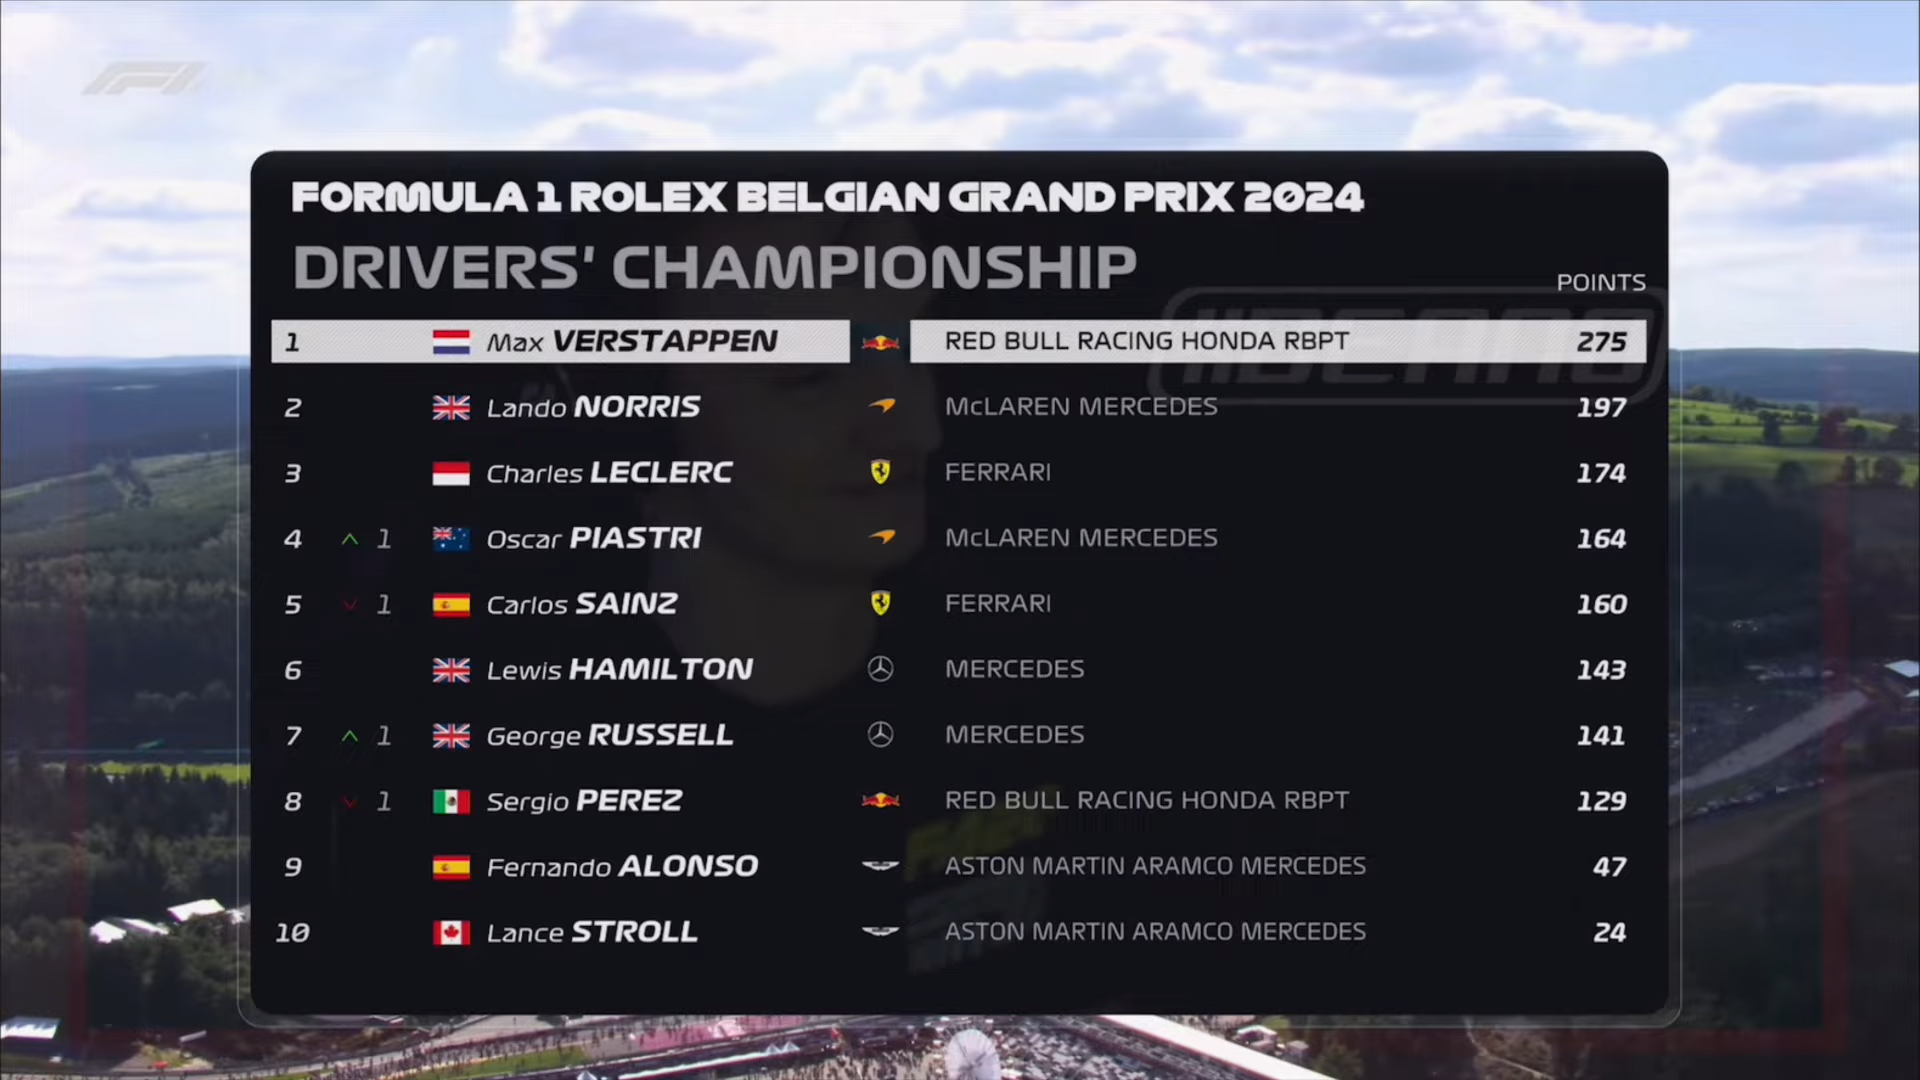 F1
FORMULA 1 ROLEX BELGIAN GRAND PRIX 2024
DRIVERS' CHAMPIONSHIP
POINTS
1 Max VERSTAPPEN RED BULL RACING HONDA RBPT 275
2 Lando NORRIS McLAREN MERCEDES 197
3 Charles LECLERC FERRARI 174
4 1 Oscar PIASTRI McLAREN MERCEDES 164
5 1 Carlos SAINZ FERRARI 160
6 Lewis HAMILTON MERCEDES 143
7 1 George RUSSELL MERCEDES 141
8 1 Sergio PEREZ RED BULL RACING HONDA RBPT 129
9 Fernando ALONSO ASTON MARTIN ARAMCO MERCEDES 47
10 Lance STROLL ASTON MARTIN ARAMCO MERCEDES 24